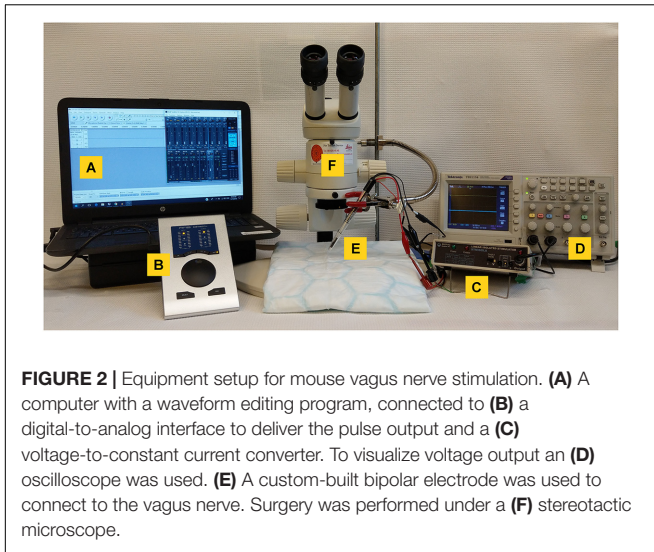 A
B
F
E
C
D
Tektronix
hp
FIGURE 2 | Equipment setup for mouse vagus nerve stimulation. (A) A
computer with a waveform editing program, connected to (B) a
digital-to-analog interface to deliver the pulse output and a (C)
voltage-to-constant current converter. To visualize voltage output an (D)
oscilloscope was used. (E) A custom-built bipolar electrode was used to
connect to the vagus nerve. Surgery was performed under a (F) stereotactic
microscope.